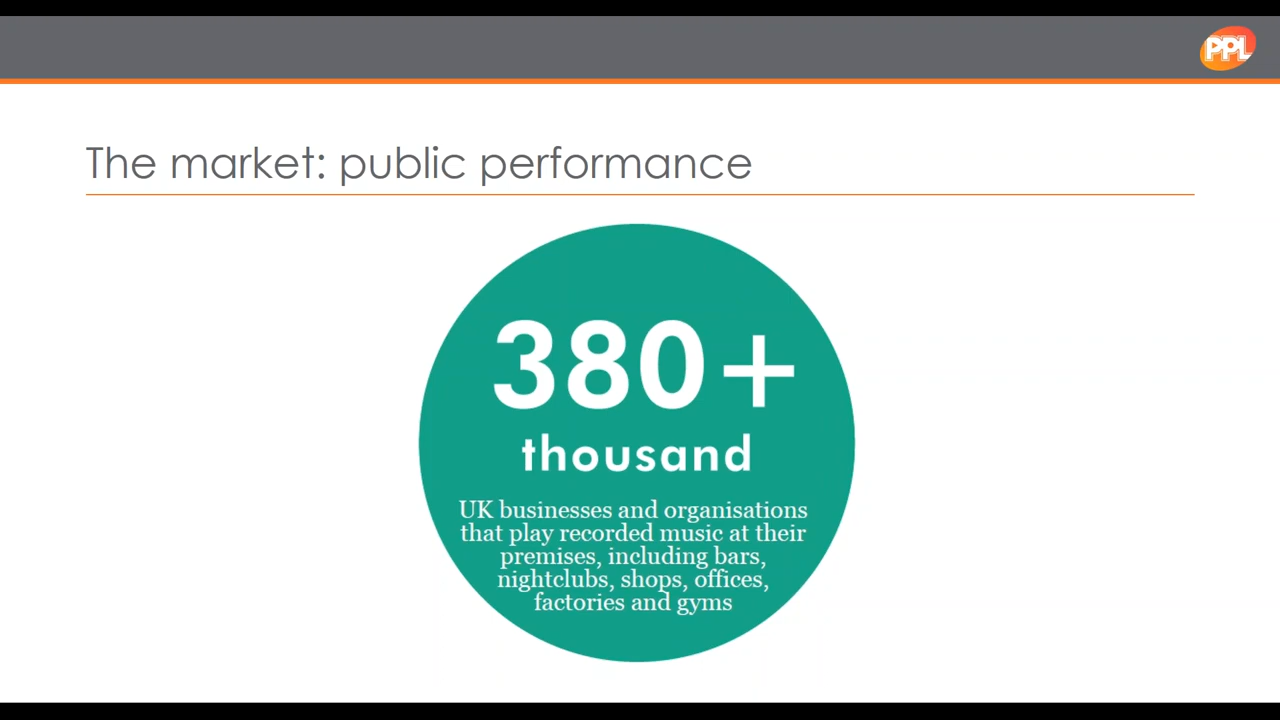 PPL
The market: public performance
380+
thousand
UK businesses and organisations
that play recorded music at their
premises, including bars,
nightclubs, shops, offices,
factories and gyms